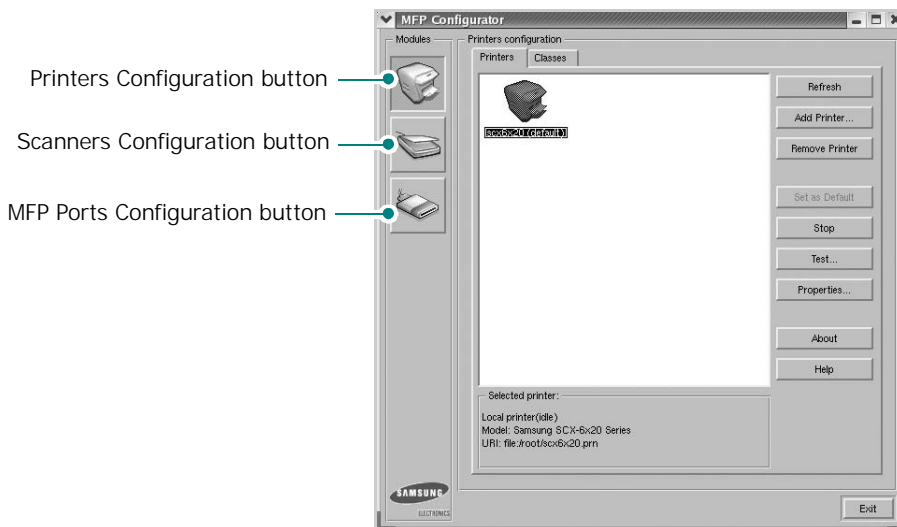 MFP Configurator
Modules
Printers configuration
Printers
Classes
Printers Configuration button
Scanners Configuration button
MFP Ports Configuration button
scx6x20 (default)
Refresh
Add Printer...
Remove Printer
Set as Default
Stop
Test...
Properties...
About
Help
Selected printer:
Local printer(idle)
Model: Samsung SCX-6x20 Series
URI: file:/root/scx6x20.prn
SAMSUNG
ELECTRONICS
Exit